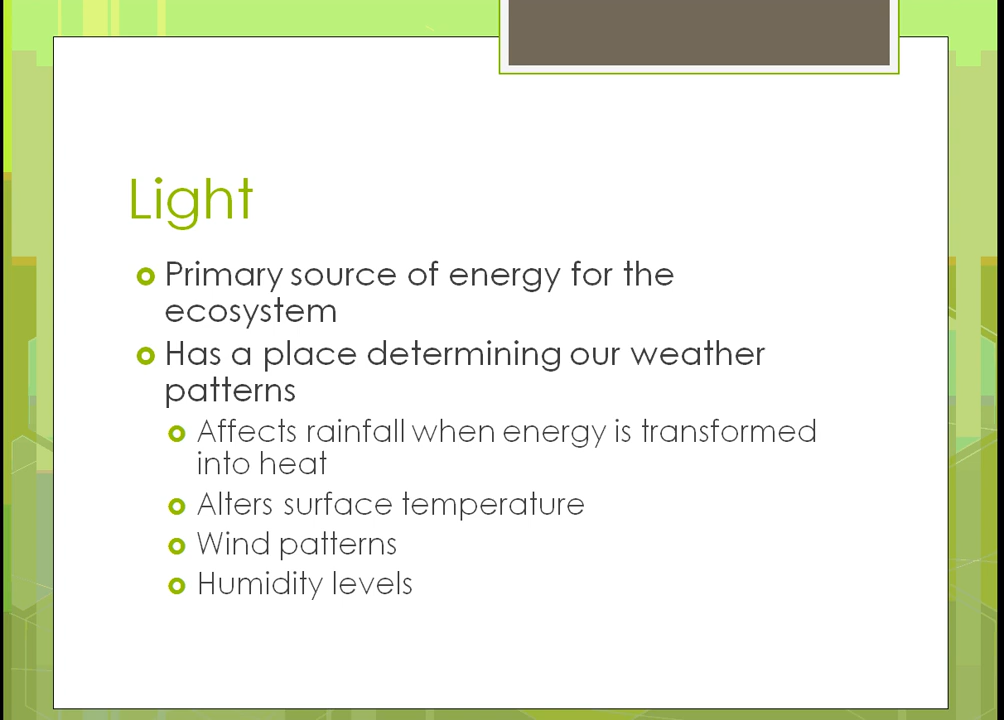 Light
Primary source of energy for the
ecosystem
Has a place determining our weather
patterns
Affects rainfall when energy is transformed
into heat
Alters surface temperature
Wind patterns
Humidity levels